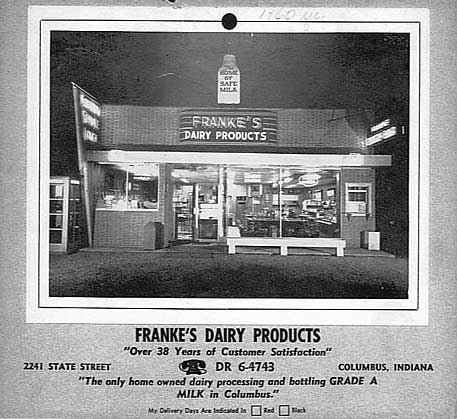 HOME
OF
SAFE
MILK
FRANKE'S
DAIRY PRODUCTS
FRANKE'S DAIRY PRODUCTS
"Over 38 Years of Customer Satisfaction"
2241 STATE STREET DR 6-4743 COLUMBUS, INDIANA
"The only home owned dairy processing and bottling GRADE A
MILK in Columbus."
My Delivery Days Are Indicated In Red Black